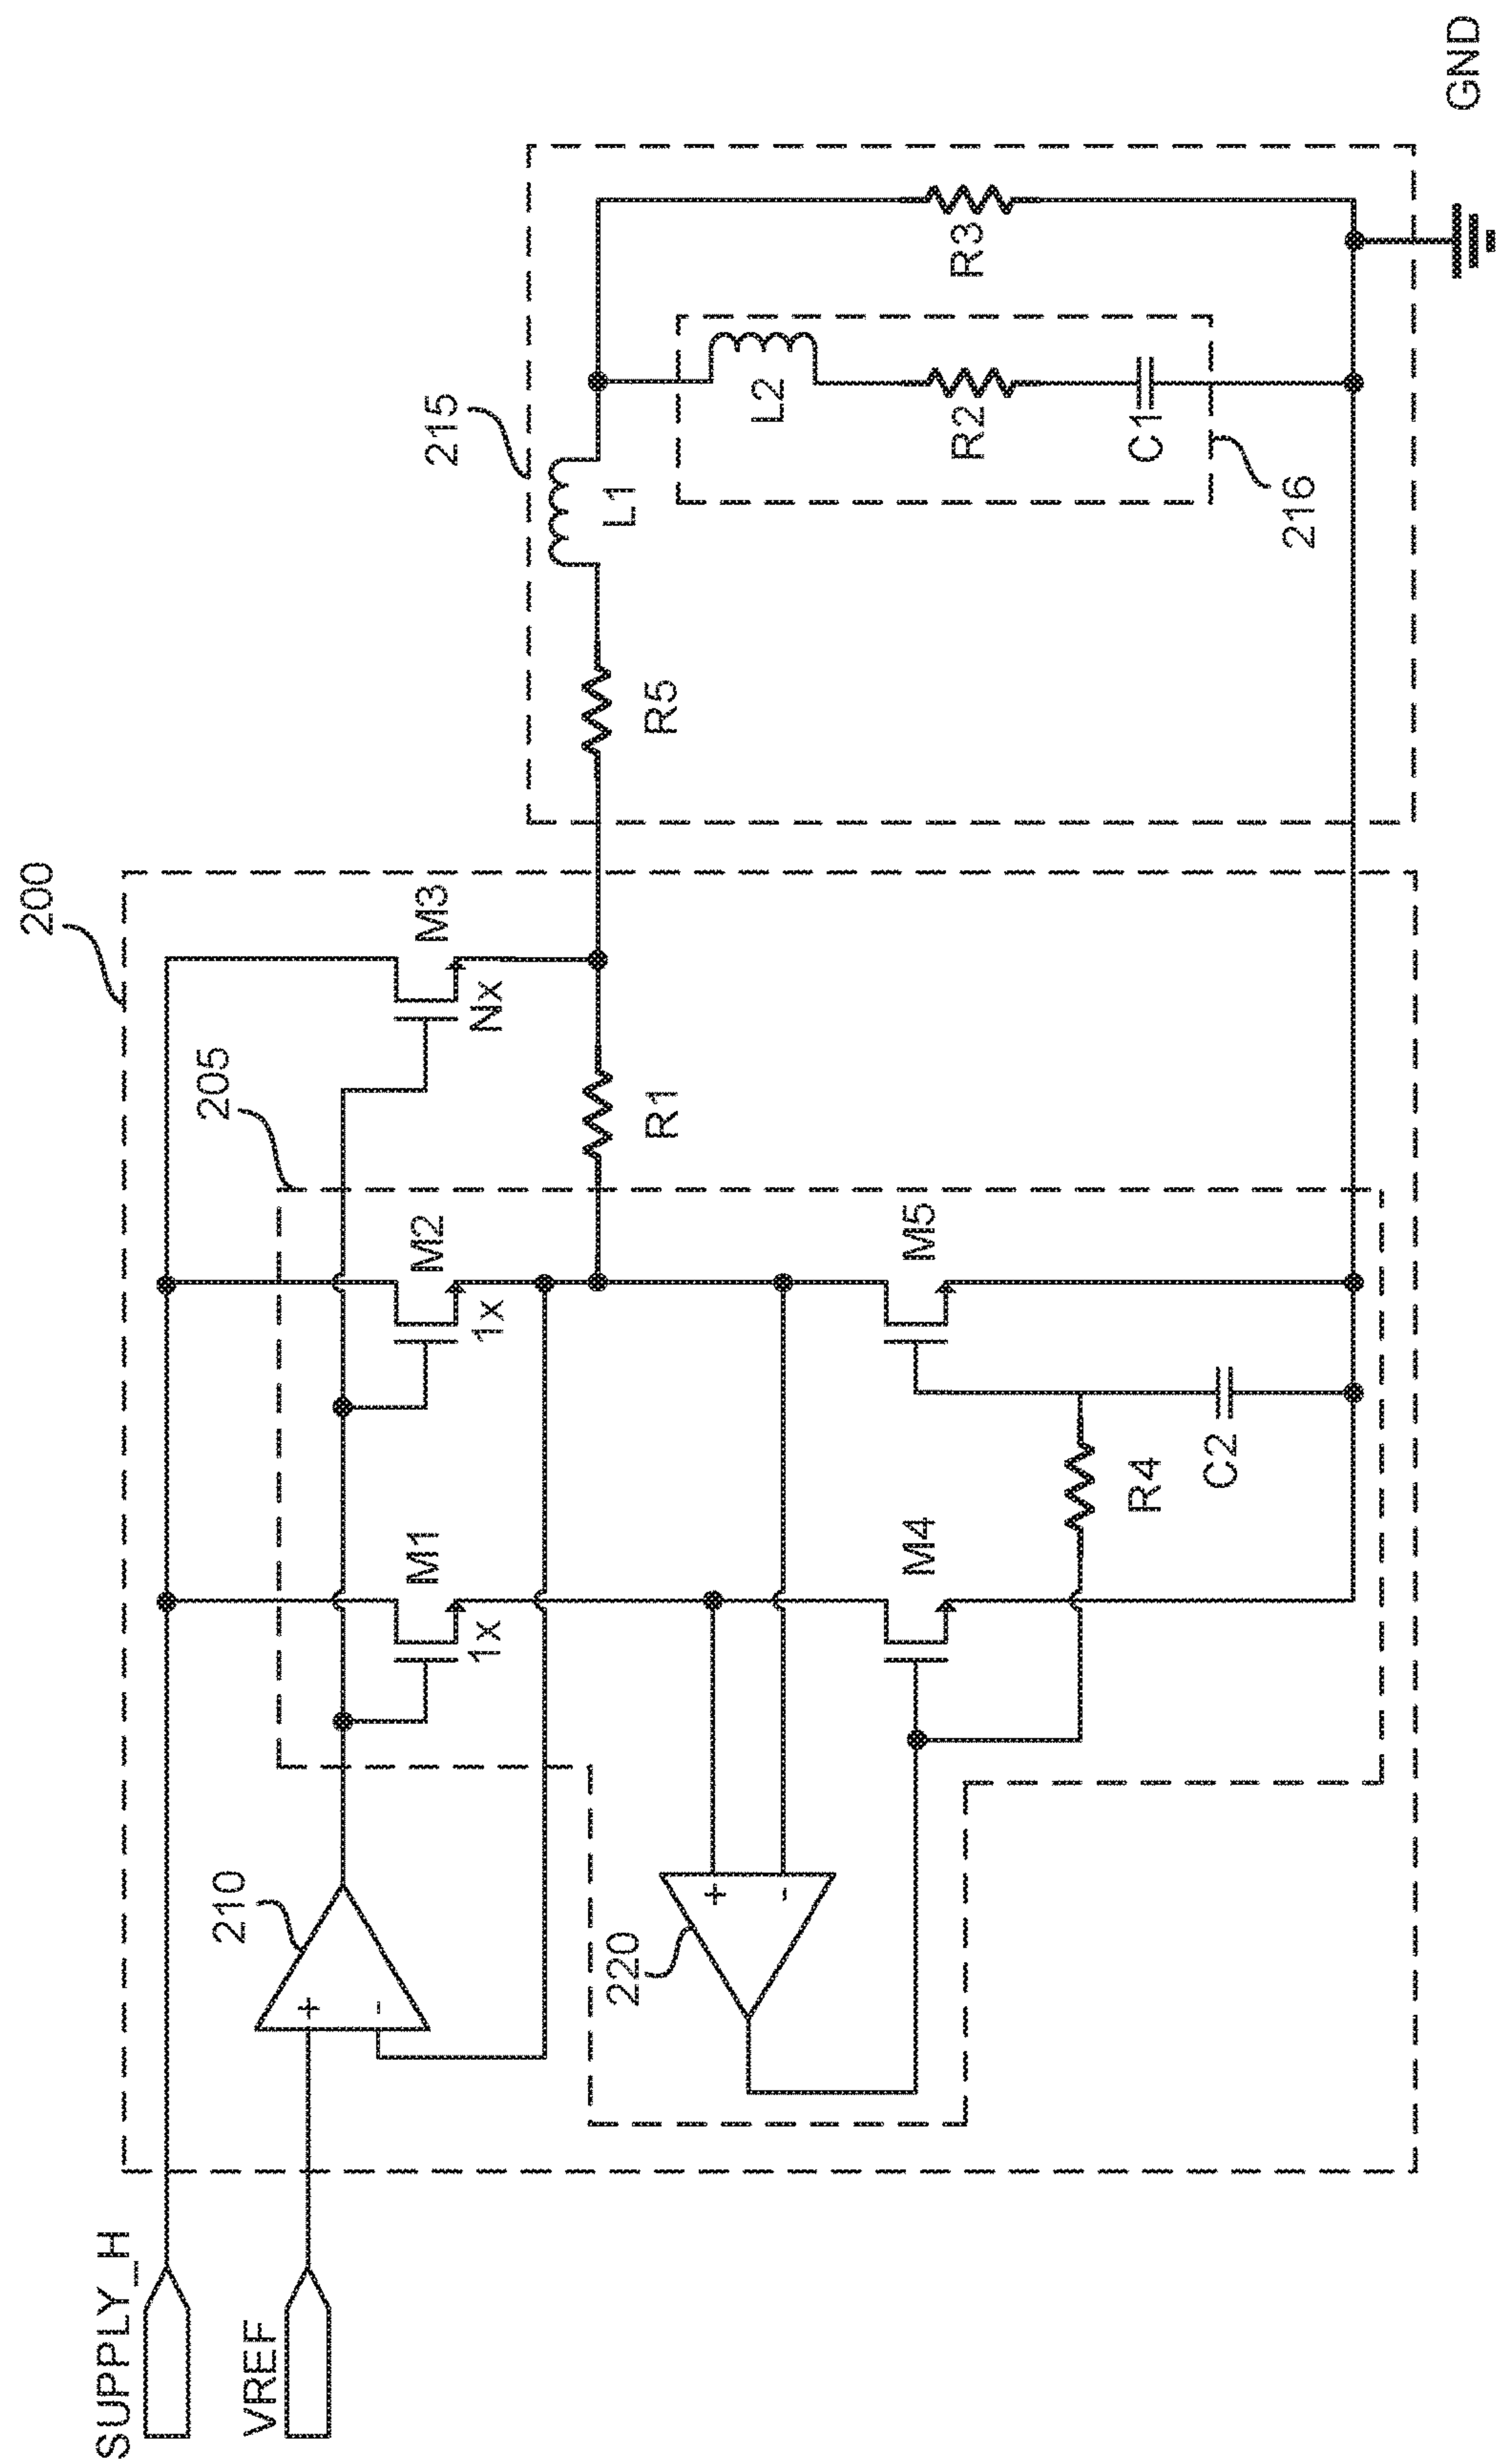 200
205
M3
Nx
SUPPLY_H
VREF
210
+
-
M1
1x
M2
1x
R1
215
R5
L1
L2
R2
C1
216
R3
GND
220
+
-
M4
M5
R4
C2